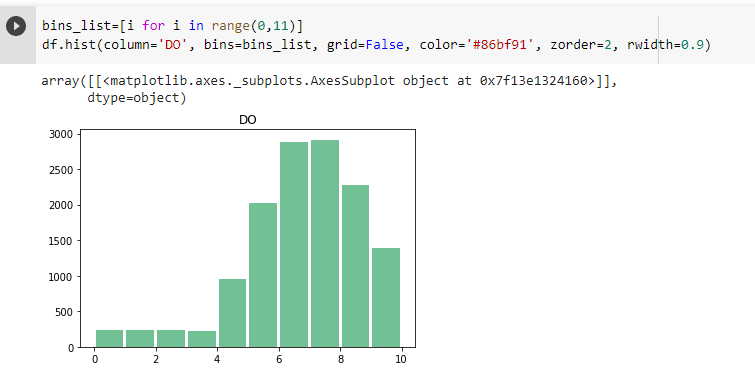 bins_list=[i for i in range(0,11)]
df.hist(column='DO', bins=bins_list, grid=False, color='#86bf91', zorder=2, rwidth=0.9)
array([[<matplotlib.axes._subplots.AxesSubplot object at 0x7f13e1324160>]],
dtype=object)
DO
3000
2500
2000
1500
1000
500
0
0 2 4 6 8 10